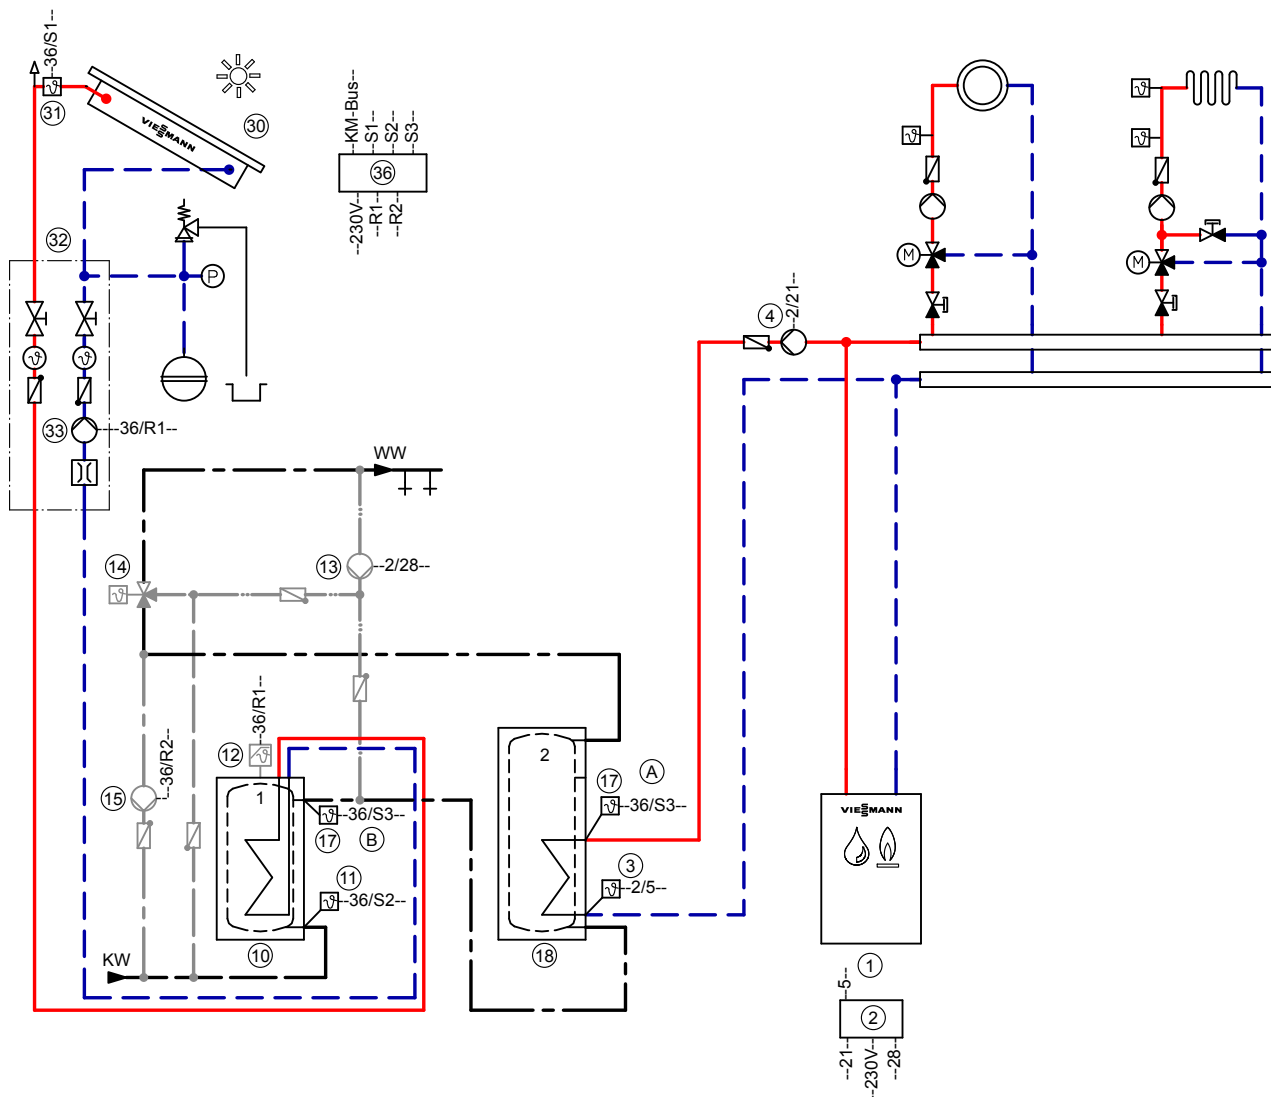 --36/S1--
31
VIESMANN
30
KM-Bus--
S1--
S2--
S3--
36
--230V--
--R1--
--R2--
32
P
33
----36/R1--
M
M
4
--2/21--
WW
14
13
--2/28--
--36/R2--
15
12
--36/R1--
1
17
--36/S3--
B
11
--36/S2--
10
KW
2
17
A
--36/S3--
3
--2/5--
18
VIESMANN
1
--5--
2
--21--
--230V--
--28--